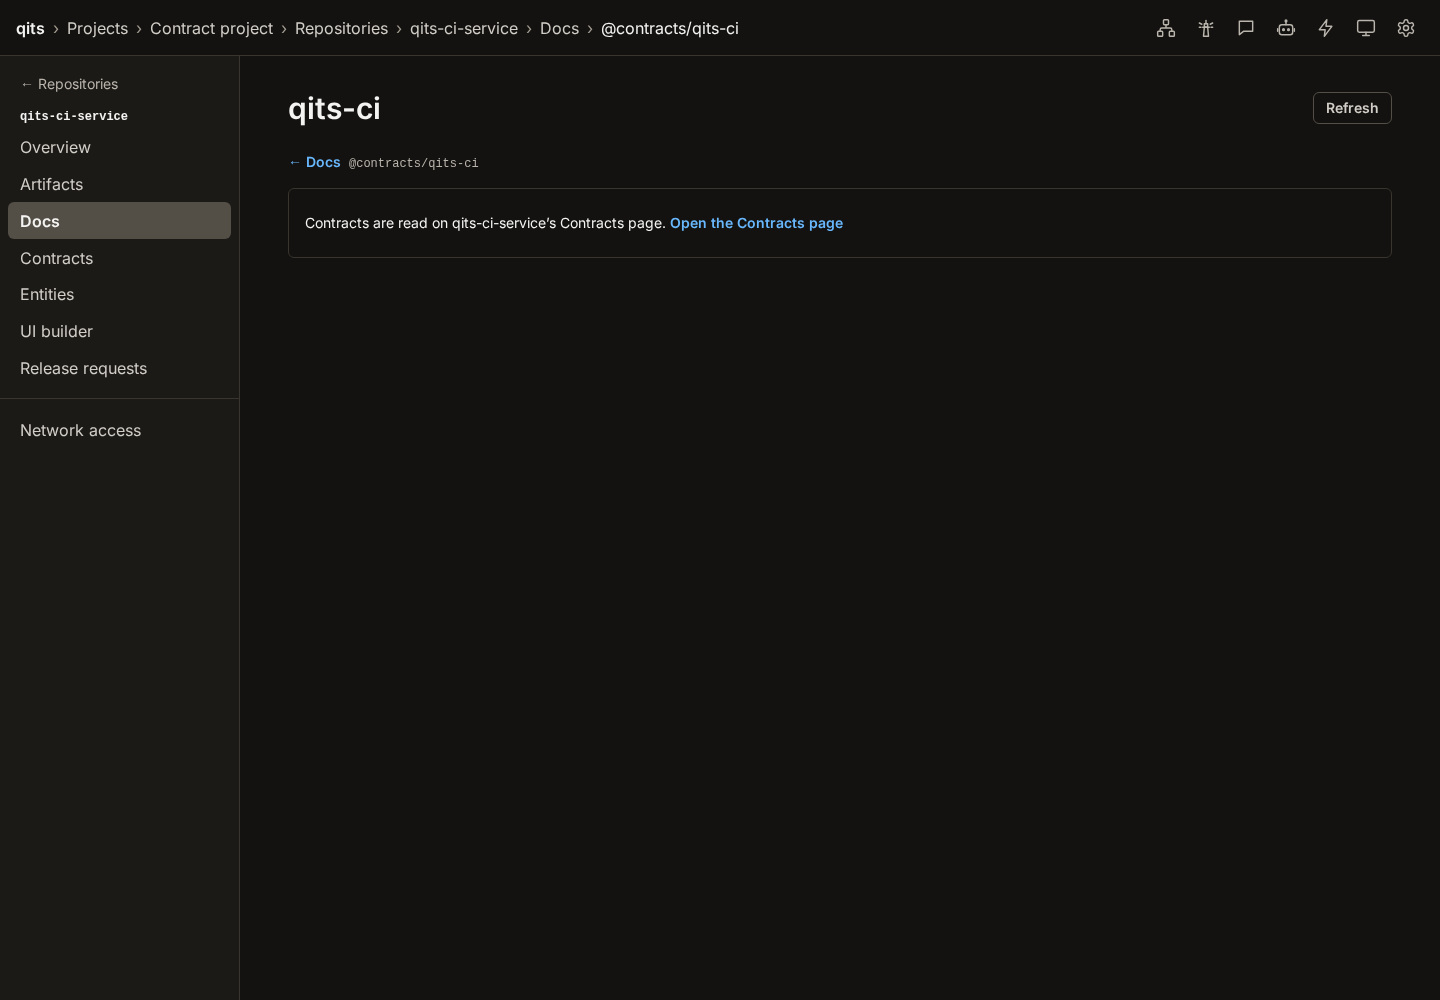 qits › Projects › Contract project › Repositories › qits-ci-service › Docs › @contracts/qits-ci
← Repositories
qits-ci-service
Overview
Artifacts
Docs
Contracts
Entities
UI builder
Release requests
Network access
qits-ci
Refresh
← Docs @contracts/qits-ci
Contracts are read on qits-ci-service’s Contracts page. Open the Contracts page